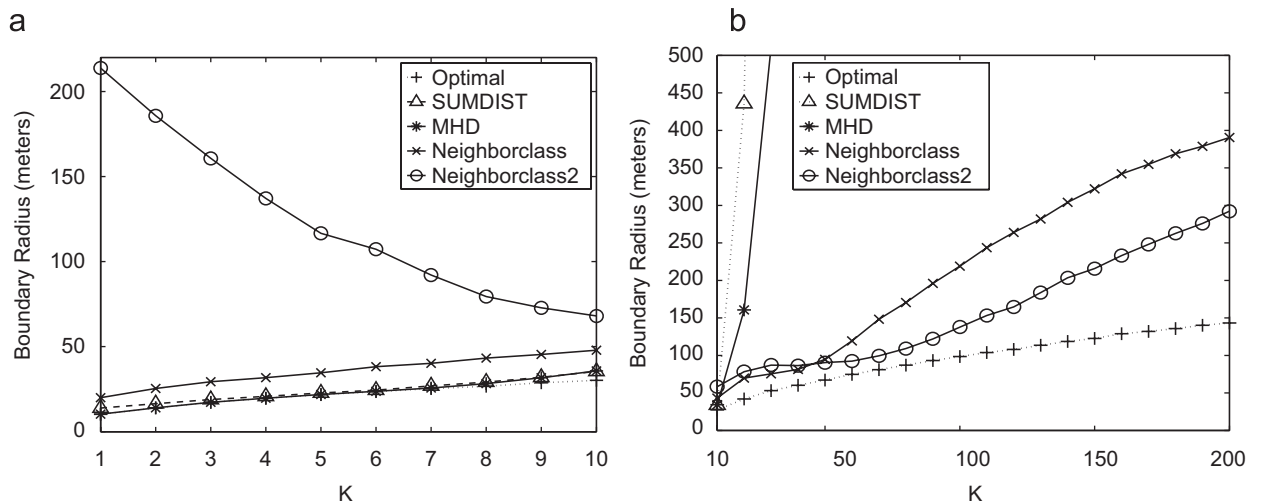 a
Boundary Radius (meters)
200
150
100
50
0
Optimal
SUMDIST
MHD
Neighborclass
Neighborclass2
1 2 3 4 5 6 7 8 9 10
K
b
Boundary Radius (meters)
500
450
400
350
300
250
200
150
100
50
0
Optimal
SUMDIST
MHD
Neighborclass
Neighborclass2
10 50 100 150 200
K